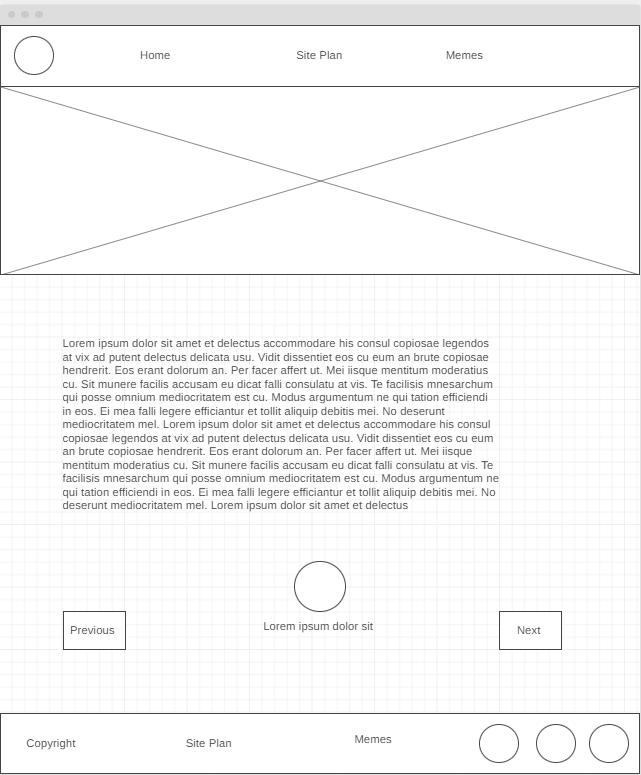 Home Site Plan Memes
Lorem ipsum dolor sit amet et delectus accommodare his consul copiosae legendos
at vix ad putent delectus delicata usu. Vidit dissentiet eos cu eum an brute copiosae
hendrerit. Eos erant dolorum an. Per facer affert ut. Mei iisque mentitum moderatius
cu. Sit munere facilis accusam eu dicat falli consulatu at vis. Te facilisis mnesarchum
qui posse omnium mediocritatem est cu. Modus argumentum ne qui tation efficiendi
in eos. Ei mea falli legere efficiantur et tollit aliquip debitis mei. No deserunt
mediocritatem mel. Lorem ipsum dolor sit amet et delectus accommodare his consul
copiosae legendos at vix ad putent delectus delicata usu. Vidit dissentiet eos cu eum
an brute copiosae hendrerit. Eos erant dolorum an. Per facer affert ut. Mei iisque
mentitum moderatius cu. Sit munere facilis accusam eu dicat falli consulatu at vis. Te
facilisis mnesarchum qui posse omnium mediocritatem est cu. Modus argumentum ne
qui tation efficiendi in eos. Ei mea falli legere efficiantur et tollit aliquip debitis mei. No
deserunt mediocritatem mel. Lorem ipsum dolor sit amet et delectus
Lorem ipsum dolor sit
Previous Next
Copyright Site Plan Memes